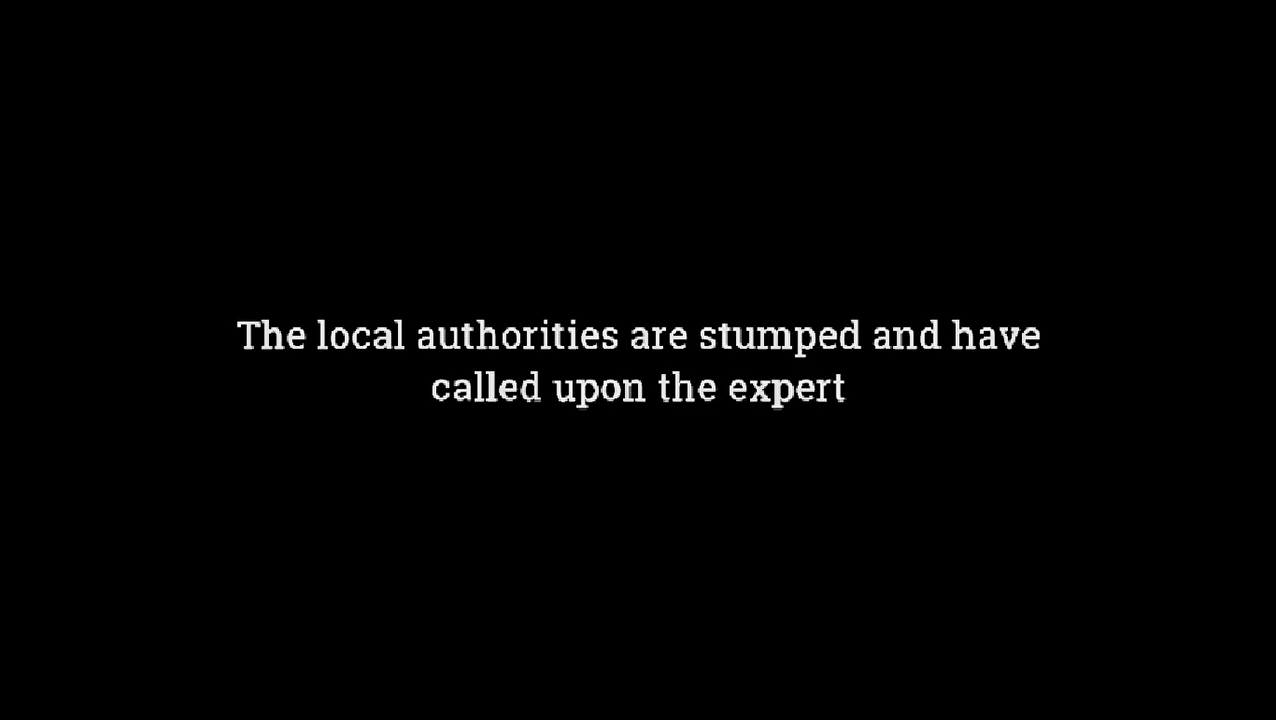 The local authorities are stumped and have
called upon the expert